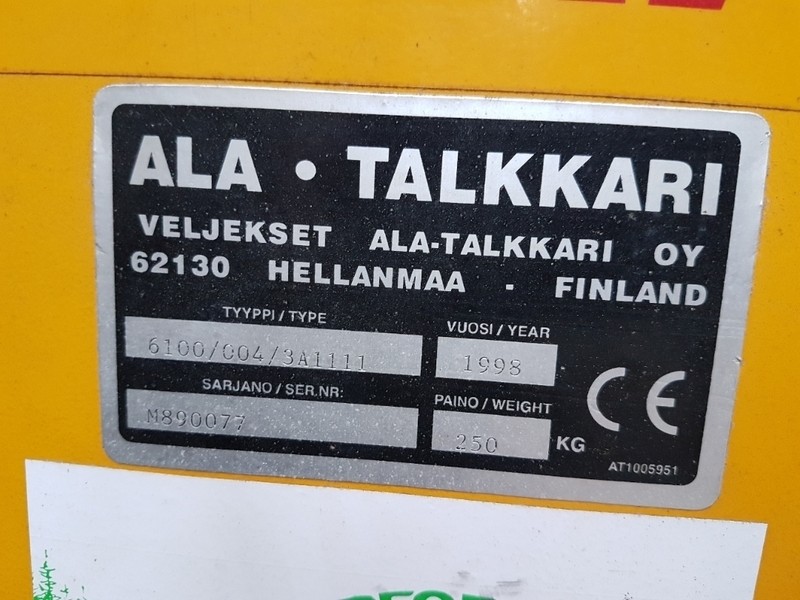 ALA • TALKKARI
VELJEKSET ALA-TALKKARI OY
62130 HELLANMAA - FINLAND
TYYPPI / TYPE
6100/004/3A1111
VUOSI / YEAR
1998
SARJANO / SER.NR:
M890077
PAINO / WEIGHT
250 KG
CE
AT1005951